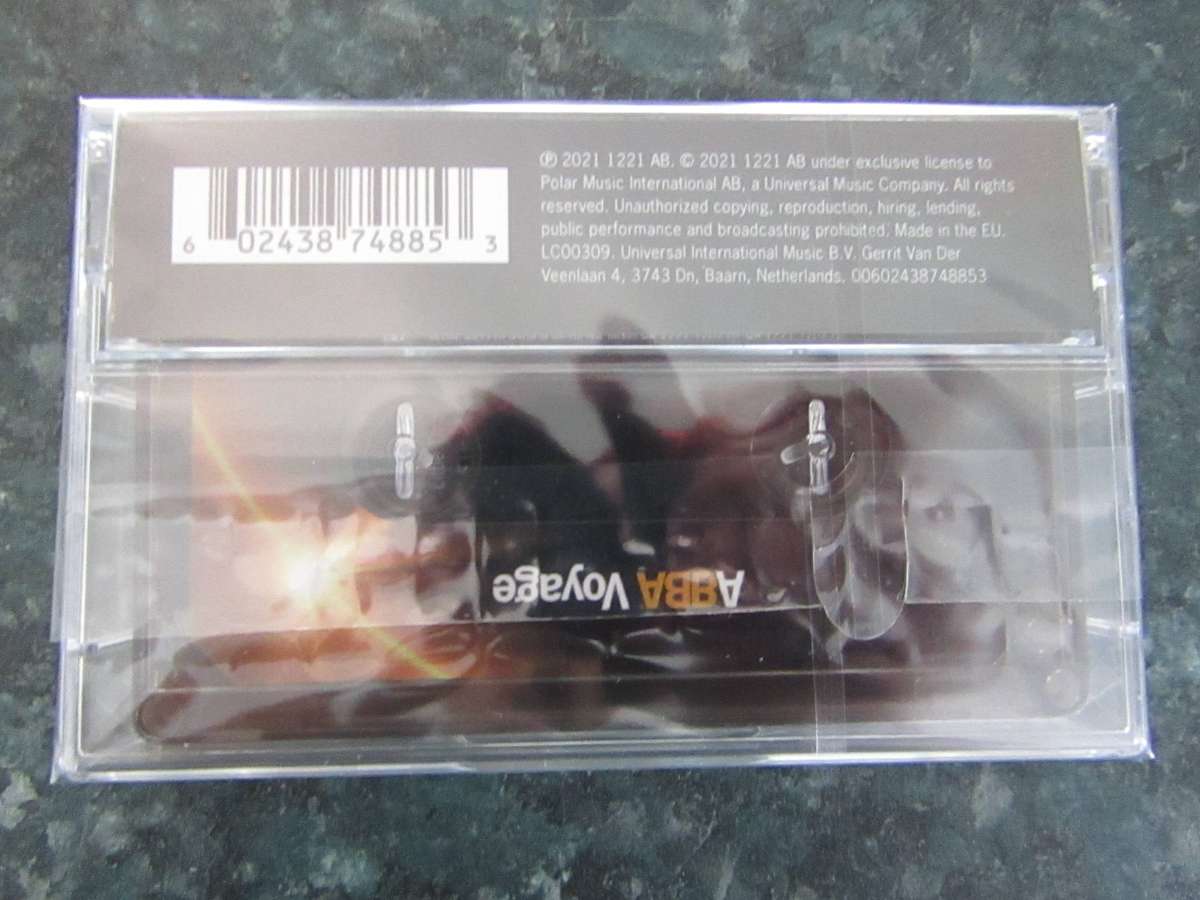 6 02438 74885 3
℗ 2021 1221 AB. © 2021 1221 AB under exclusive license to
Polar Music International AB, a Universal Music Company. All rights
reserved. Unauthorized copying, reproduction, hiring, lending,
public performance and broadcasting prohibited. Made in the EU.
LC00309. Universal International Music B.V. Gerrit Van Der
Veenlaan 4, 3743 Dn, Baarn, Netherlands. 00602438748853
ABBA Voyage